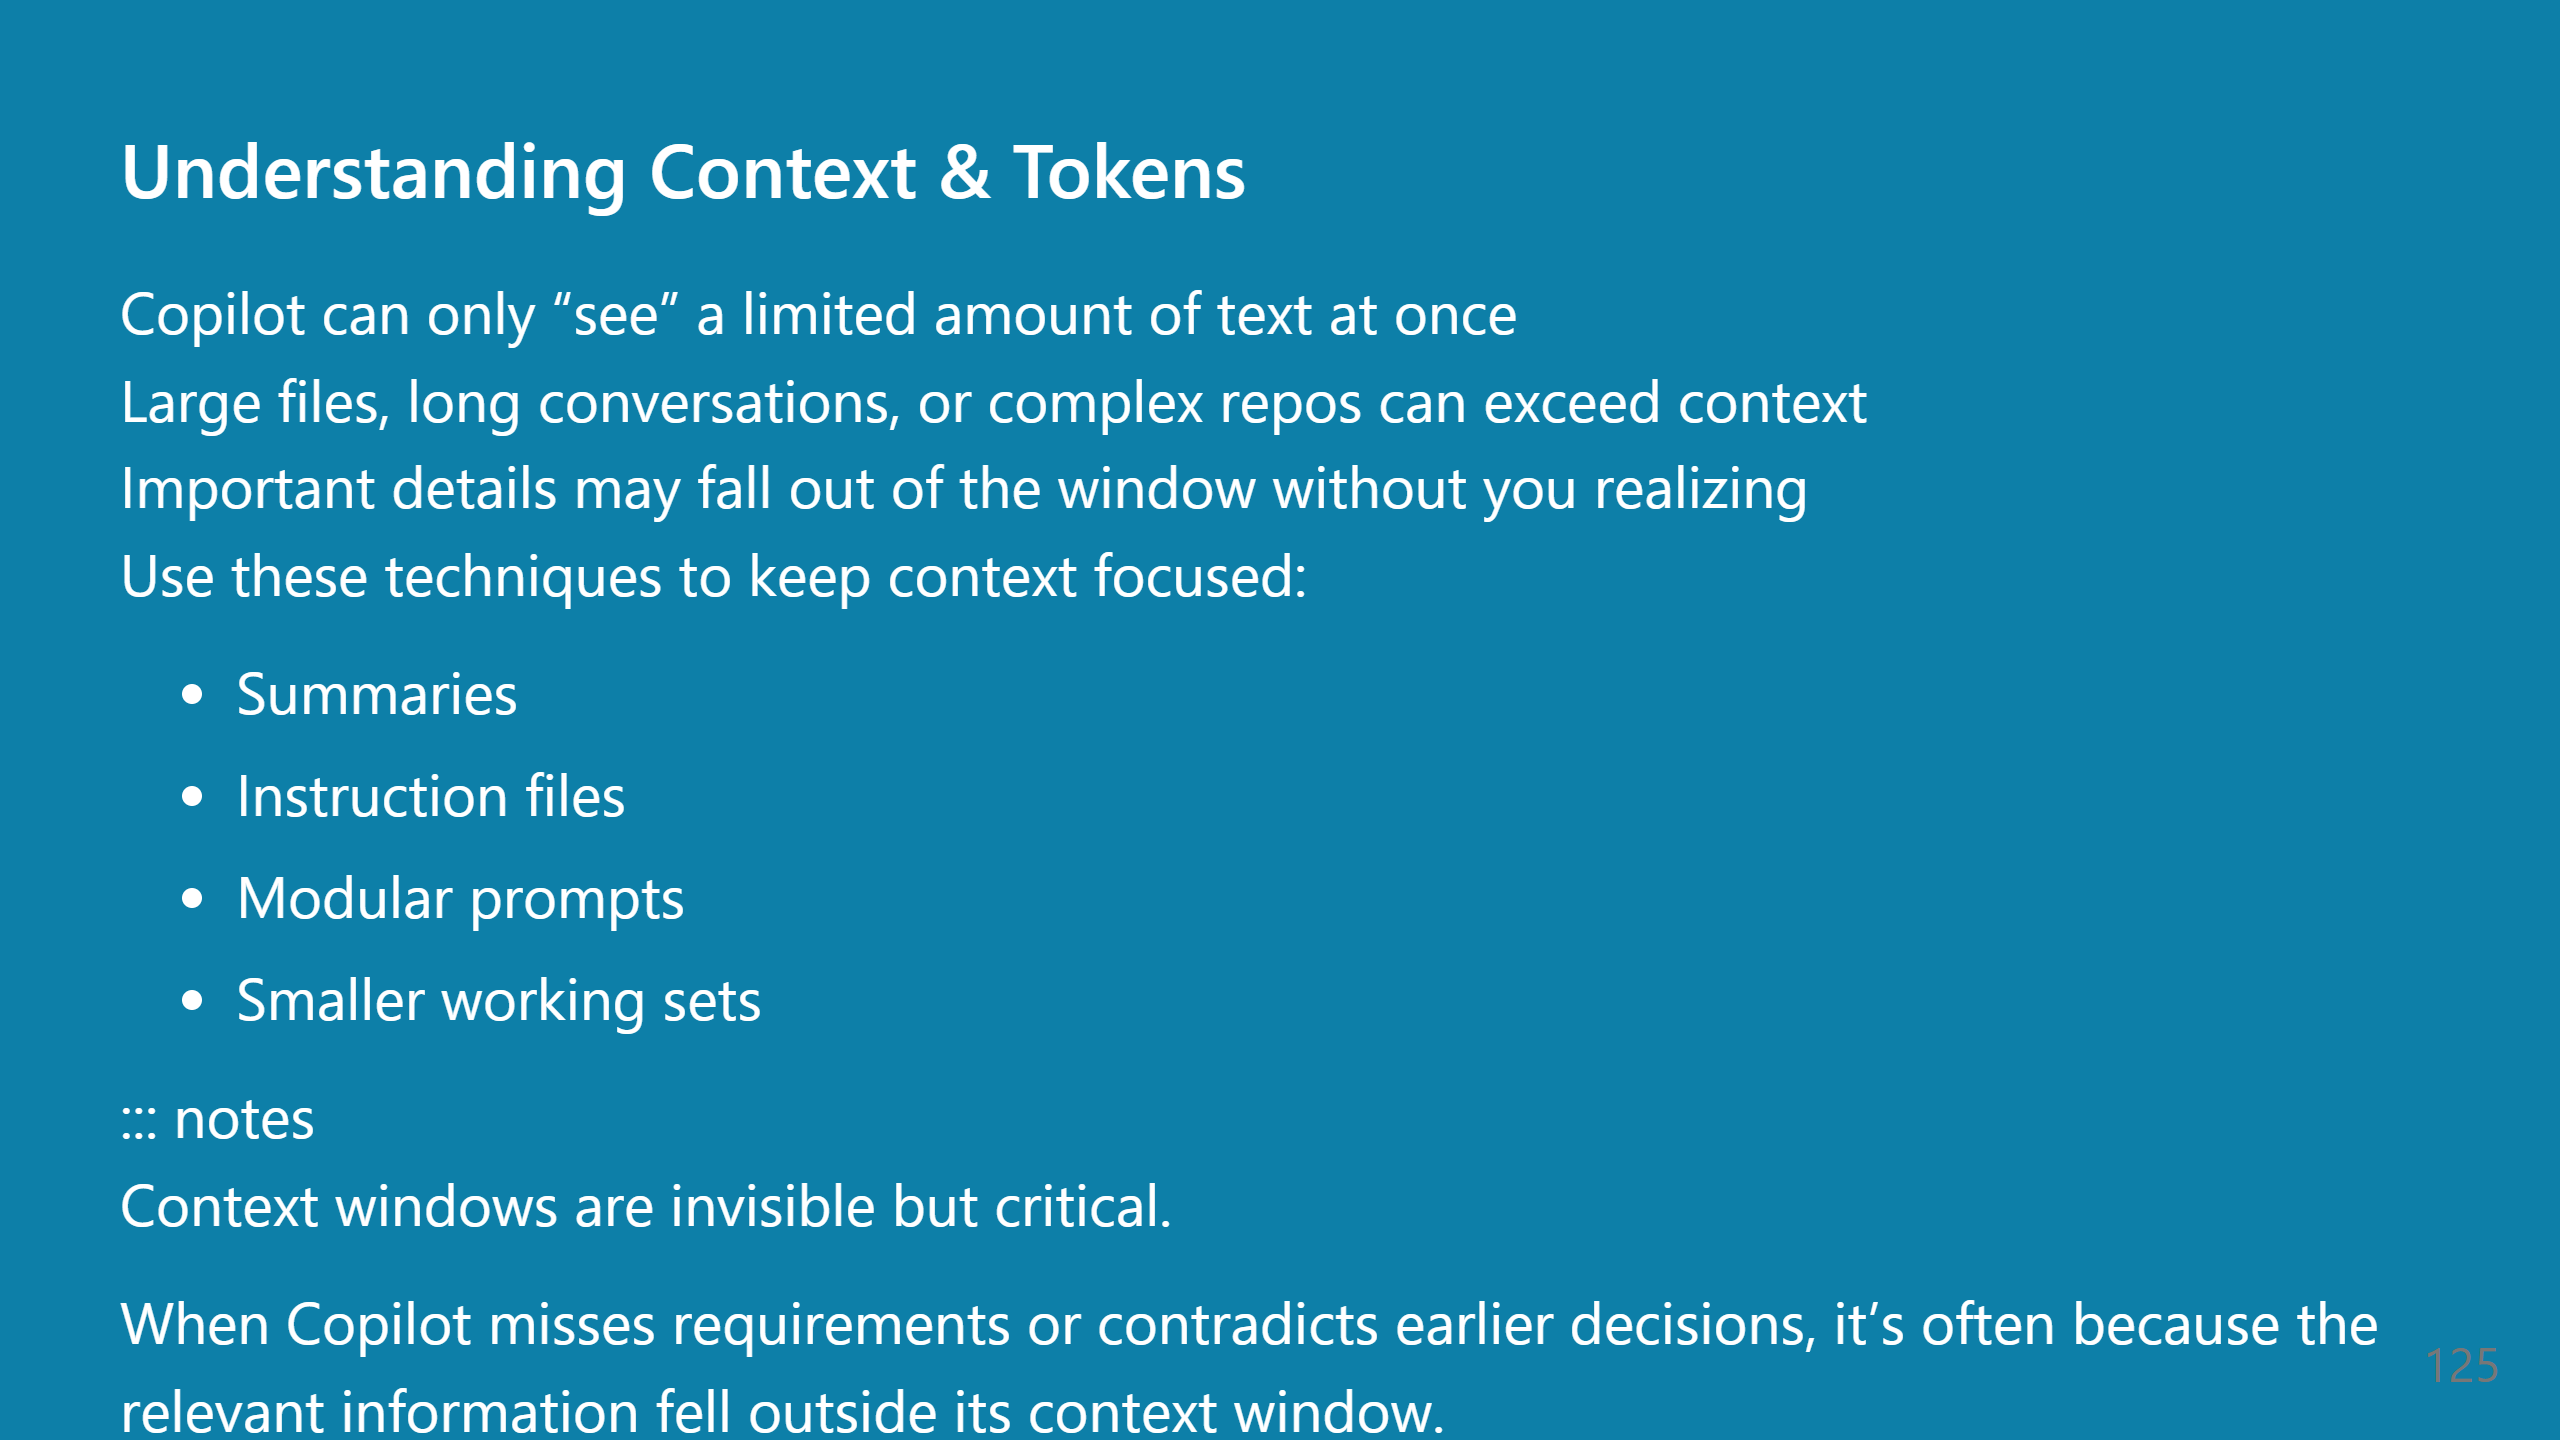 Understanding Context & Tokens
Copilot can only “see” a limited amount of text at once
Large files, long conversations, or complex repos can exceed context
Important details may fall out of the window without you realizing
Use these techniques to keep context focused:
• Summaries
• Instruction files
• Modular prompts
• Smaller working sets
::: notes
Context windows are invisible but critical.
When Copilot misses requirements or contradicts earlier decisions, it’s often because the
relevant information fell outside its context window.
125